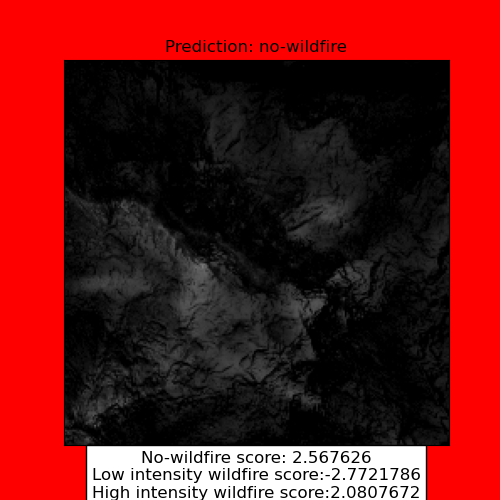 Prediction: no-wildfire
No-wildfire score: 2.567626
Low intensity wildfire score:-2.7721786
High intensity wildfire score:2.0807672